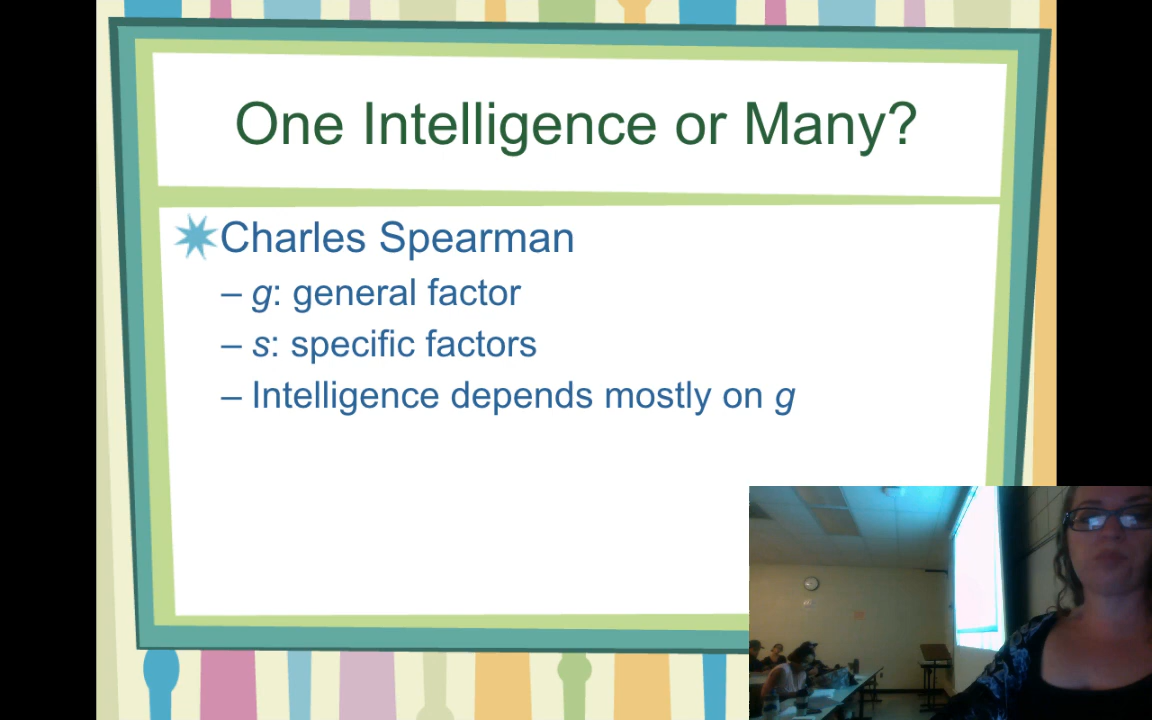 One Intelligence or Many?
Charles Spearman
– g: general factor
– s: specific factors
– Intelligence depends mostly on g